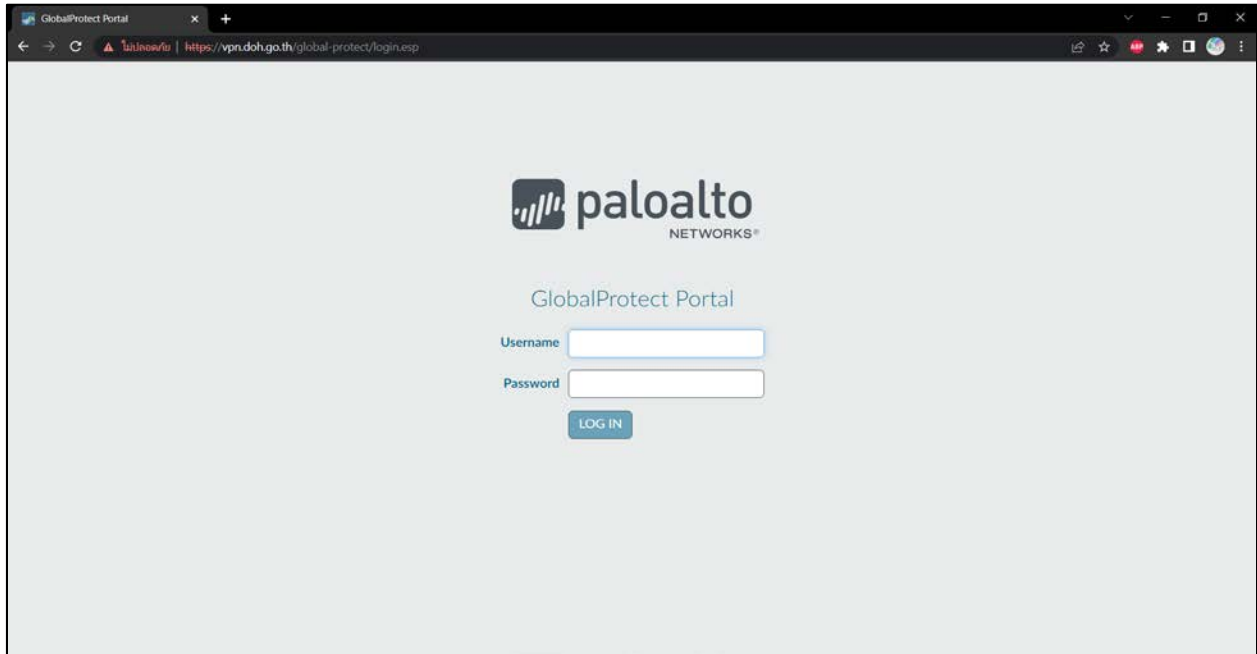 GlobalProtect Portal
ไม่ปลอดภัย | https://vpn.doh.go.th/global-protect/login.esp
ABP
paloalto
NETWORKS®
GlobalProtect Portal
Username
Password
LOG IN